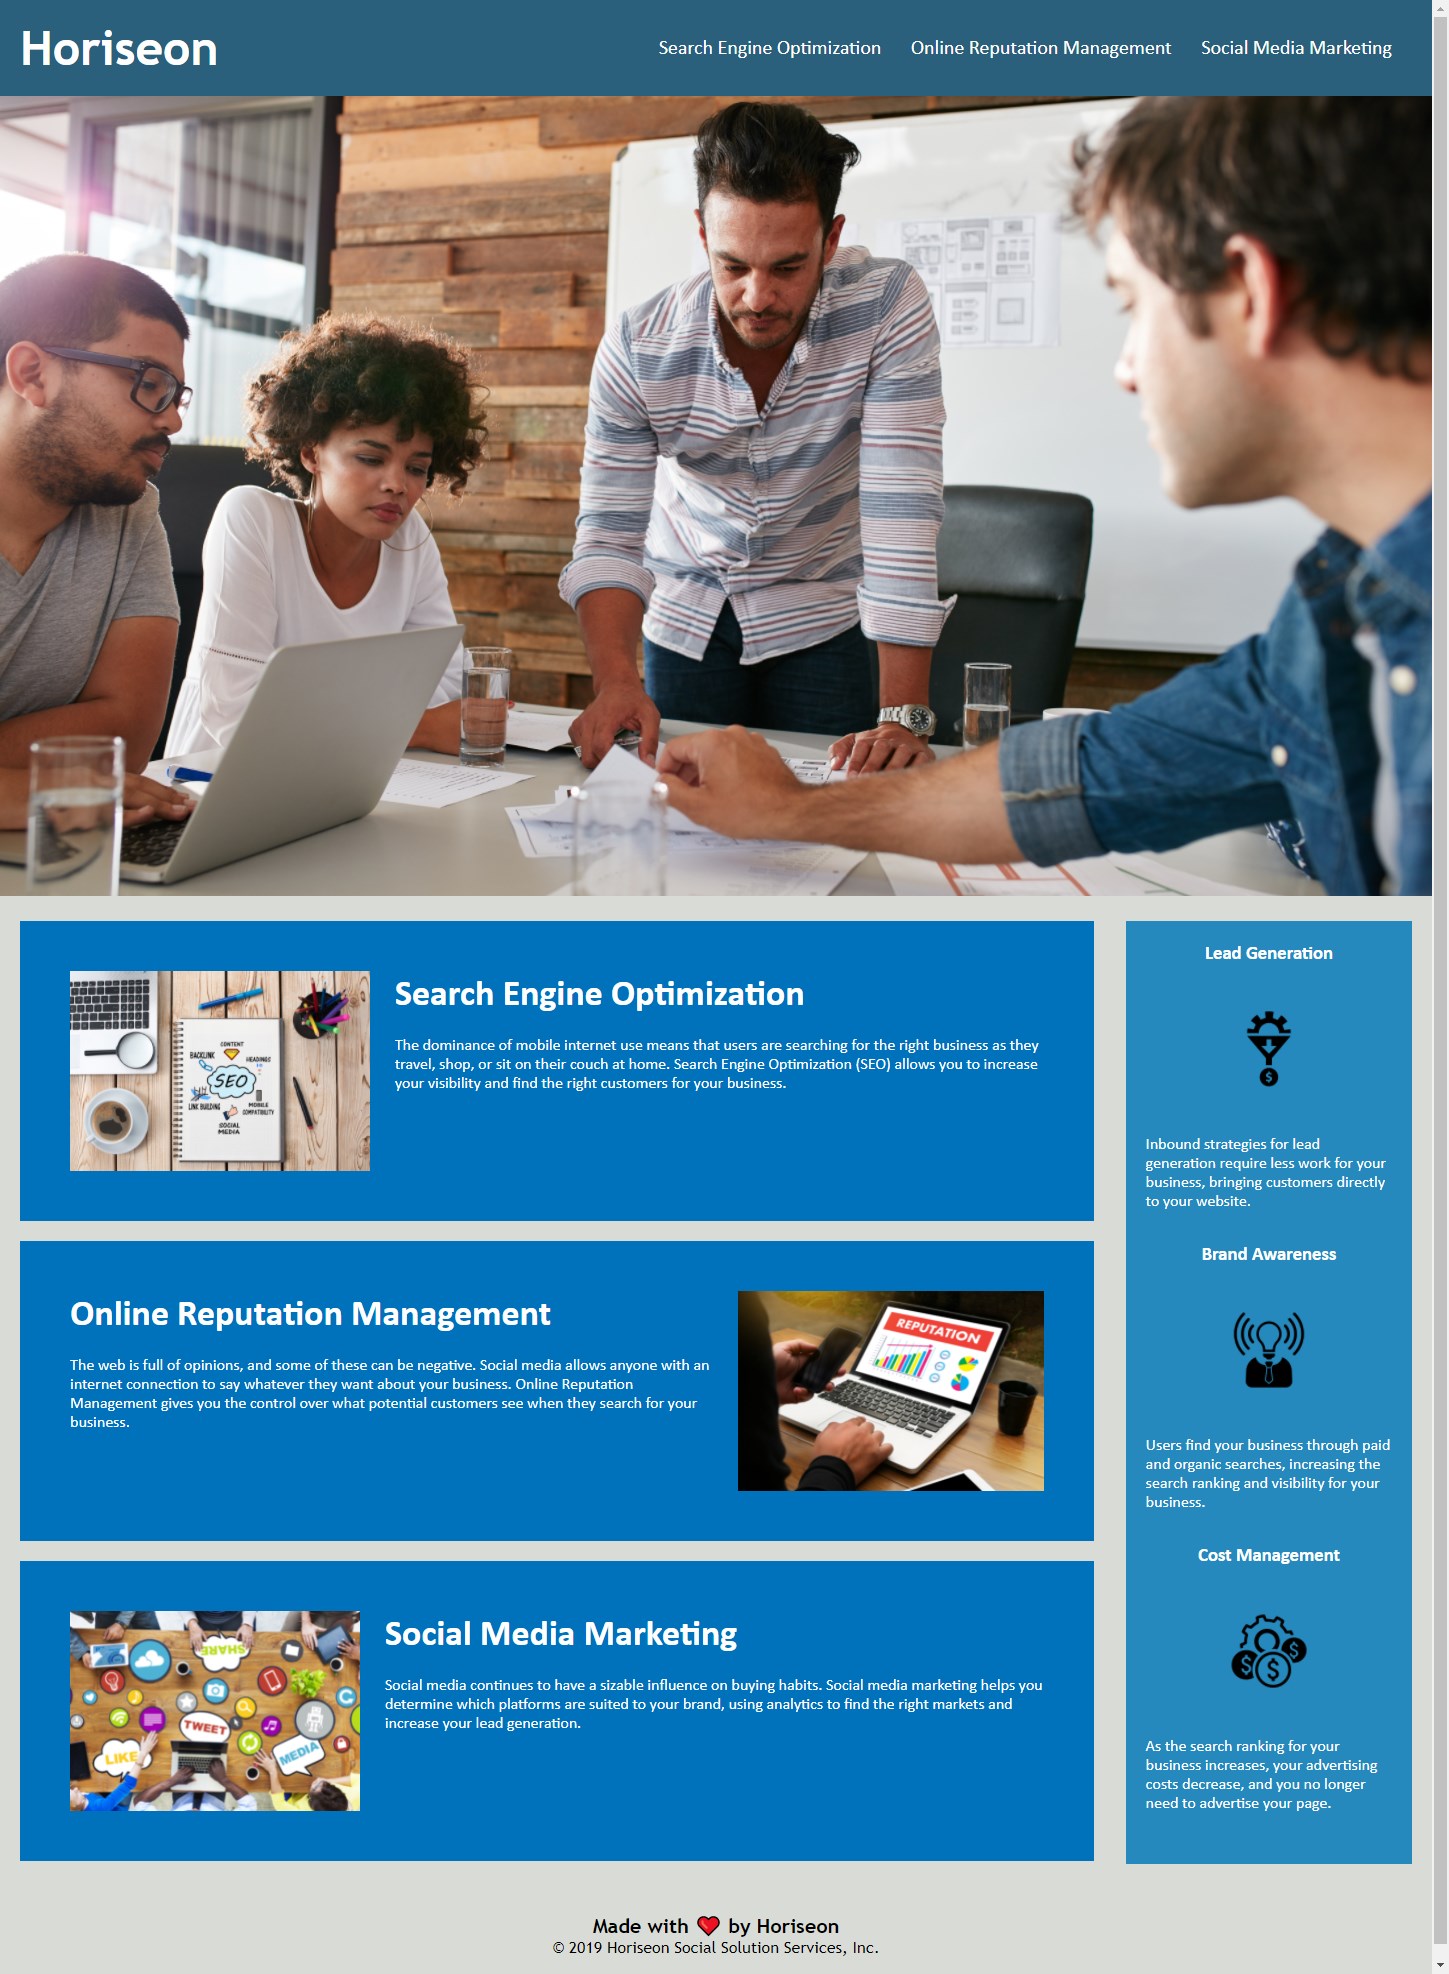 Horiseon
Search Engine Optimization
Online Reputation Management
Social Media Marketing
CONTENT
BACKLINK
HEADINGS
SEO
LINK BUILDING
MOBILE
COMPATIBILITY
SOCIAL
MEDIA
Search Engine Optimization
The dominance of mobile internet use means that users are searching for the right business as they
travel, shop, or sit on their couch at home. Search Engine Optimization (SEO) allows you to increase
your visibility and find the right customers for your business.
Online Reputation Management
The web is full of opinions, and some of these can be negative. Social media allows anyone with an
internet connection to say whatever they want about your business. Online Reputation
Management gives you the control over what potential customers see when they search for your
business.
REPUTATION
SHARE
TWEET
LIKE
MEDIA
Social Media Marketing
Social media continues to have a sizable influence on buying habits. Social media marketing helps you
determine which platforms are suited to your brand, using analytics to find the right markets and
increase your lead generation.
Lead Generation
$
Inbound strategies for lead
generation require less work for your
business, bringing customers directly
to your website.
Brand Awareness
Users find your business through paid
and organic searches, increasing the
search ranking and visibility for your
business.
Cost Management
$ $ $
As the search ranking for your
business increases, your advertising
costs decrease, and you no longer
need to advertise your page.
Made with ❤️ by Horiseon
© 2019 Horiseon Social Solution Services, Inc.